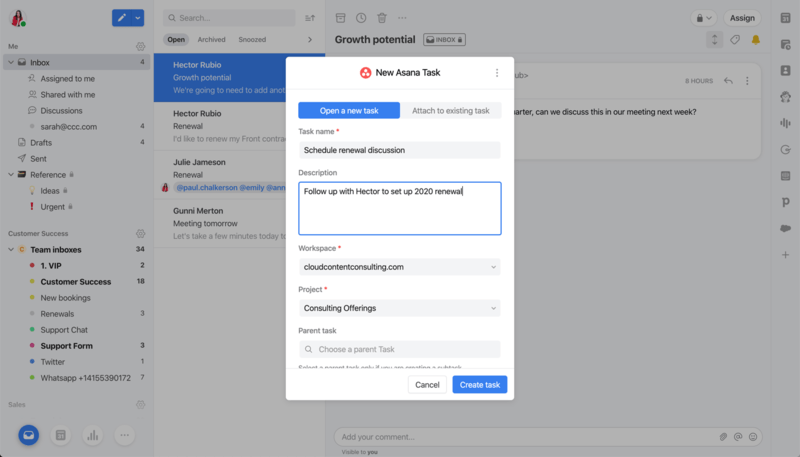 Me
Inbox 4
Assigned to me
Shared with me
Discussions
sarah@ccc.com 4
Drafts 4
Sent
Reference
Ideas
Urgent
Customer Success
C Team inboxes 34
1. VIP 2
Customer Success 18
New bookings
Renewals 3
Support Chat
Support Form 3
Twitter 1
Whatsapp +14155390172 7
Sales
Search...
Open Archived Snoozed
Hector Rubio
Growth potential
We're going to need to add anot
Hector Rubio
Renewal
I'd like to renew my Front contrac
Julie Jameson
Renewal
@paul.chalkerson @emily @ann
Gunni Merton
Meeting tomorrow
Let's take a few minutes today to
Assign
Growth potential INBOX
ub>
8 HOURS
arter, can we discuss this in our meeting next week?
New Asana Task
Open a new task Attach to existing task
Task name *
Schedule renewal discussion
Description
Follow up with Hector to set up 2020 renewal
Workspace *
cloudcontentconsulting.com
Project *
Consulting Offerings
Parent task
Choose a parent Task
Select a parent task only if you are creating a subtask
Cancel Create task
Add your comment...
Visible to you